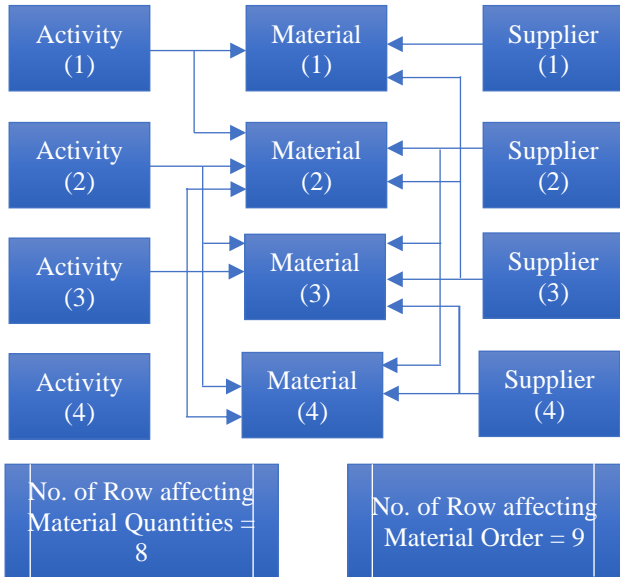 Activity
(1)
Material
(1)
Supplier
(1)
Activity
(2)
Material
(2)
Supplier
(2)
Activity
(3)
Material
(3)
Supplier
(3)
Activity
(4)
Material
(4)
Supplier
(4)
No. of Row affecting
Material Quantities =
8
No. of Row affecting
Material Order = 9